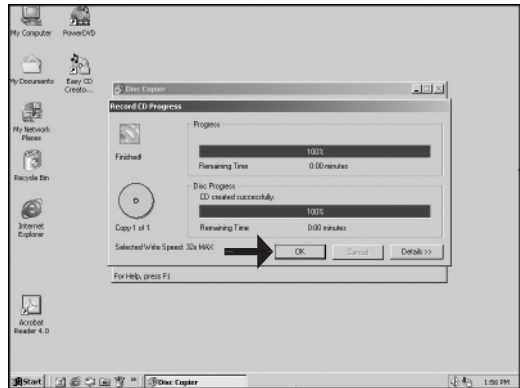 My Computer
PowerDVD
My Documents
Easy CD
Creato...
My Network
Places
Recycle Bin
Internet
Explorer
Acrobat
Reader 4.0
Disc Copier
Record CD Progress
Progress
Finished!
100%
Remaining Time 0:00 minutes
Disc Progress
CD created successfully.
100%
Copy 1 of 1
Remaining Time 0:00 minutes
Selected Write Speed: 32x MAX
OK
Cancel
Details >>
For Help, press F1
Start
Disc Copier
1:56 PM